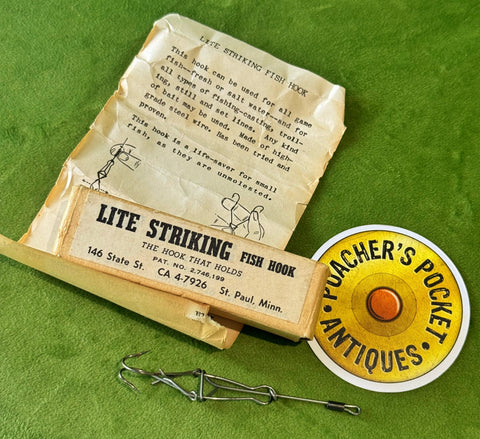 LITE STRIKING FISH HOOK
This hook can be used for all game
fish--fresh or salt water--and for
all types of fishing-casting, troll-
ing, still and set lines. Any kind
of bait may be used. Made of high-
grade steel wire. Has been tried and
proven.
This hook is a life-saver for small
fish, as they are unmolested.
LITE STRIKING FISH HOOK
THE HOOK THAT HOLDS
PAT. NO. 2,746,199
146 State St. CA 4-7926 St. Paul, Minn.
POACHER'S POCKET
ANTIQUES